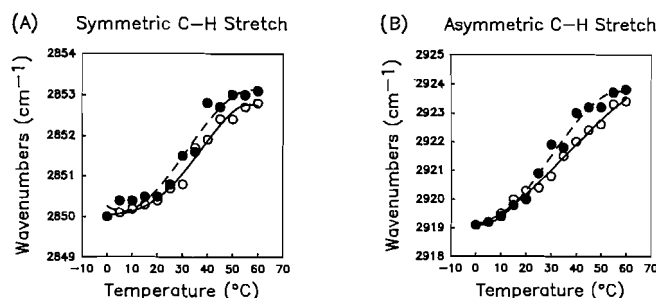 (A) Symmetric C-H Stretch
Wavenumbers (cm⁻¹)
2854
2853
2852
2851
2850
2849
-10 0 10 20 30 40 50 60 70
Temperature (°C)
(B) Asymmetric C-H Stretch
Wavenumbers (cm⁻¹)
2925
2924
2923
2922
2921
2920
2919
2918
-10 0 10 20 30 40 50 60 70
Temperature (°C)